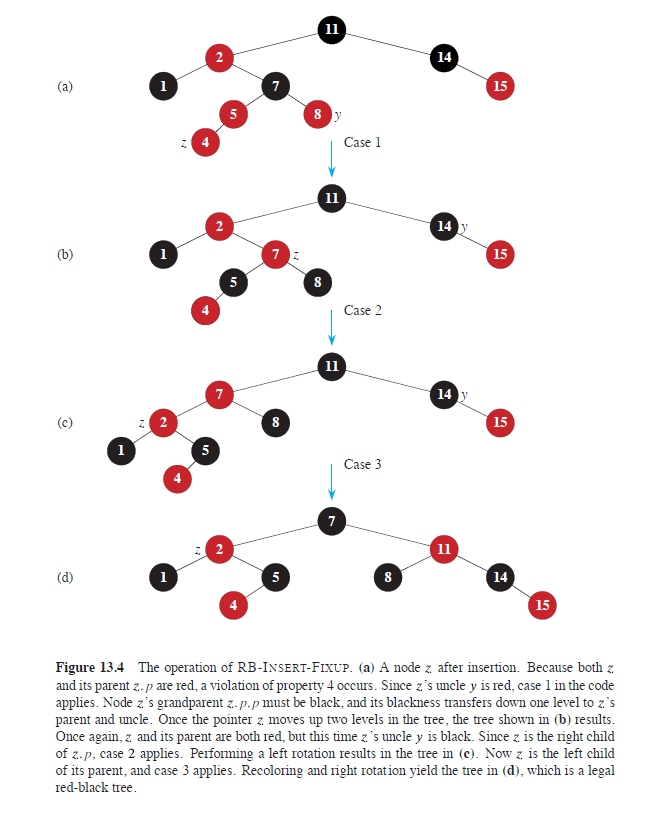 11
2 14
(a) 1 7 15
5 8 y
z 4 Case 1
11
2 14 y
(b) 1 7 z 15
5 8
4 Case 2
11
7 14 y
(c) z 2 8 15
1 5
4 Case 3
7
z 2 11
(d) 1 5 8 14
4 15
Figure 13.4 The operation of RB-INSERT-FIXUP. (a) A node z after insertion. Because both z
and its parent z.p are red, a violation of property 4 occurs. Since z’s uncle y is red, case 1 in the code
applies. Node z’s grandparent z.p.p must be black, and its blackness transfers down one level to z’s
parent and uncle. Once the pointer z moves up two levels in the tree, the tree shown in (b) results.
Once again, z and its parent are both red, but this time z’s uncle y is black. Since z is the right child
of z.p, case 2 applies. Performing a left rotation results in the tree in (c). Now z is the left child
of its parent, and case 3 applies. Recoloring and right rotation yield the tree in (d), which is a legal
red-black tree.